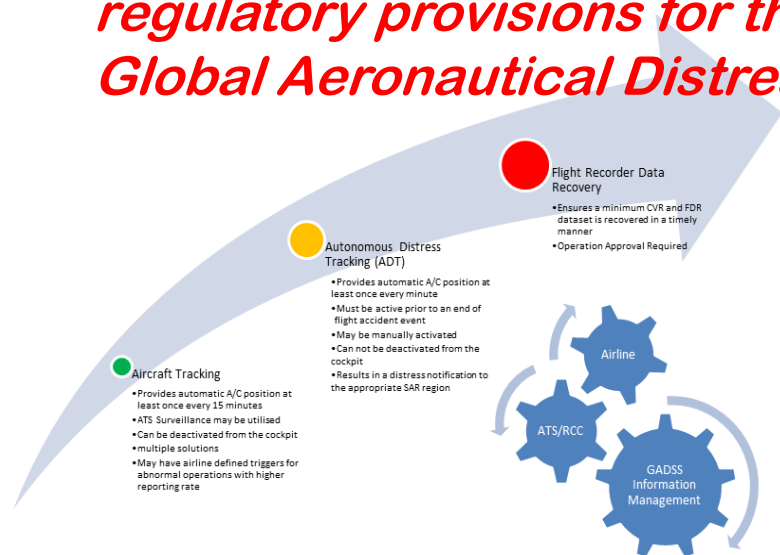 regulatory provisions for th
Global Aeronautical Distre
Flight Recorder Data
Recovery
•Ensures a minimum CVR and FDR
dataset is recovered in a timely
manner
•Operation Approval Required
Autonomous Distress
Tracking (ADT)
•Provides automatic A/C position at
least once every minute
•Must be active prior to an end of
flight accident event
•May be manually activated
•Can not be deactivated from the
cockpit
•Results in a distress notification to
the appropriate SAR region
Aircraft Tracking
•Provides automatic A/C position at
least once every 15 minutes
•ATS Surveillance may be utilised
•Can be deactivated from the cockpit
•multiple solutions
•May have airline defined triggers for
abnormal operations with higher
reporting rate
Airline
ATS/RCC
GADSS
Information
Management